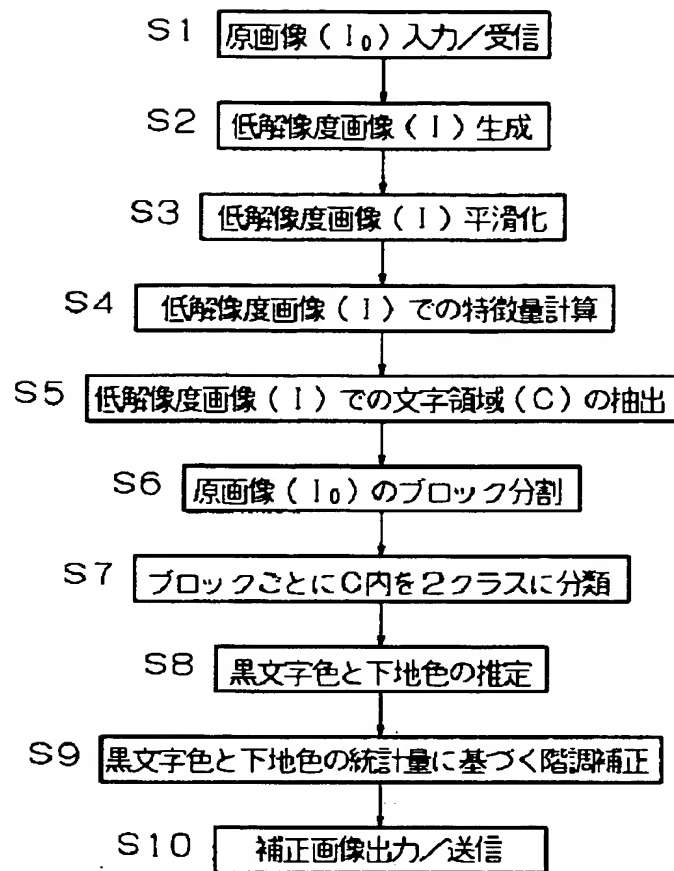 S1 原画像(I₀)入力/受信
S2 低解像度画像(I)生成
S3 低解像度画像(I)平滑化
S4 低解像度画像(I)での特徴量計算
S5 低解像度画像(I)での文字領域(C)の抽出
S6 原画像(I₀)のブロック分割
S7 ブロックごとにC内を2クラスに分類
S8 黒文字色と下地色の推定
S9 黒文字色と下地色の統計量に基づく階調補正
S10 補正画像出力/送信